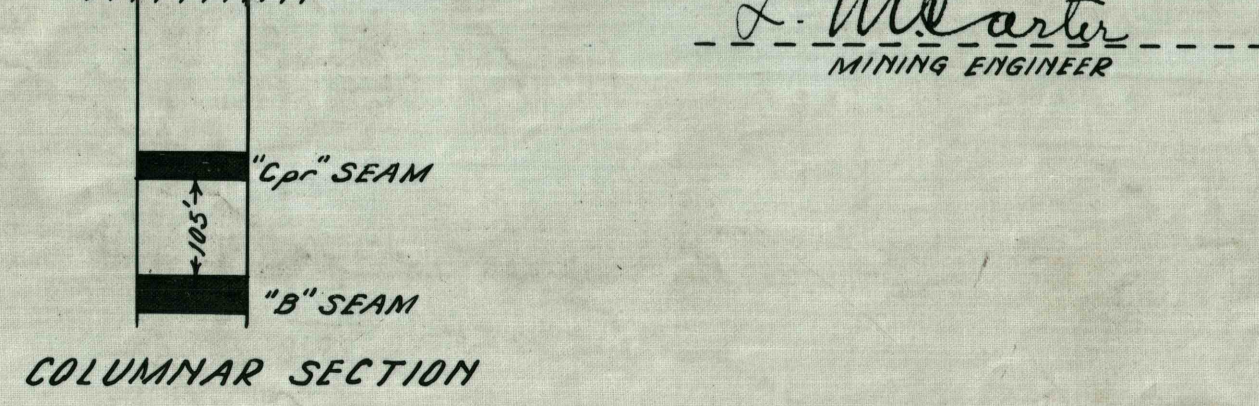 L. McCarter
MINING ENGINEER
"Cpr" SEAM
105'
"B" SEAM
COLUMNAR SECTION